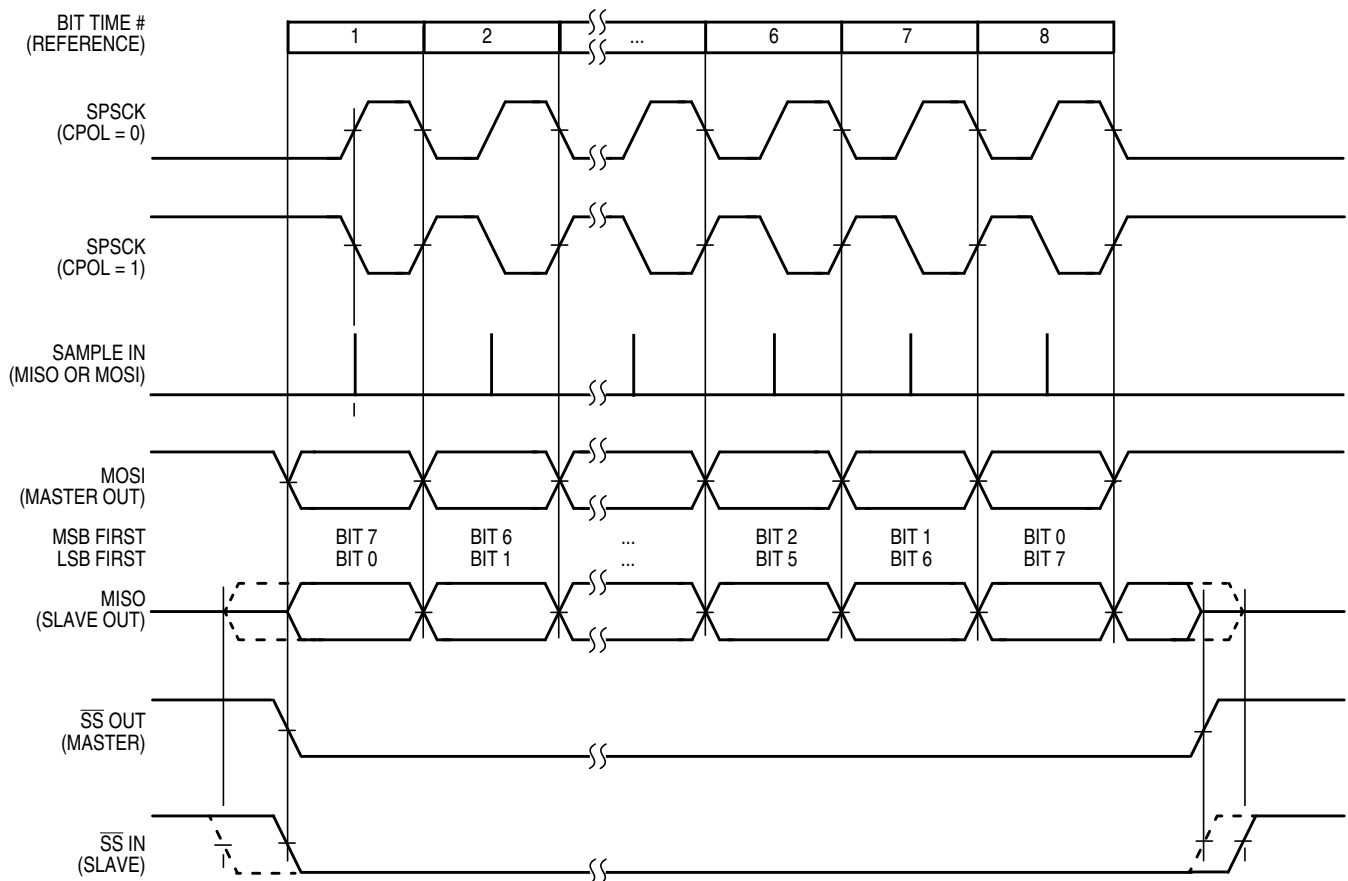 BIT TIME #
(REFERENCE)
1 2 ... 6 7 8
SPSCK
(CPOL = 0)
SPSCK
(CPOL = 1)
SAMPLE IN
(MISO OR MOSI)
MOSI
(MASTER OUT)
MSB FIRST BIT 7 BIT 6 ... BIT 2 BIT 1 BIT 0
LSB FIRST BIT 0 BIT 1 ... BIT 5 BIT 6 BIT 7
MISO
(SLAVE OUT)
S̅S̅ OUT
(MASTER)
S̅S̅ IN
(SLAVE)